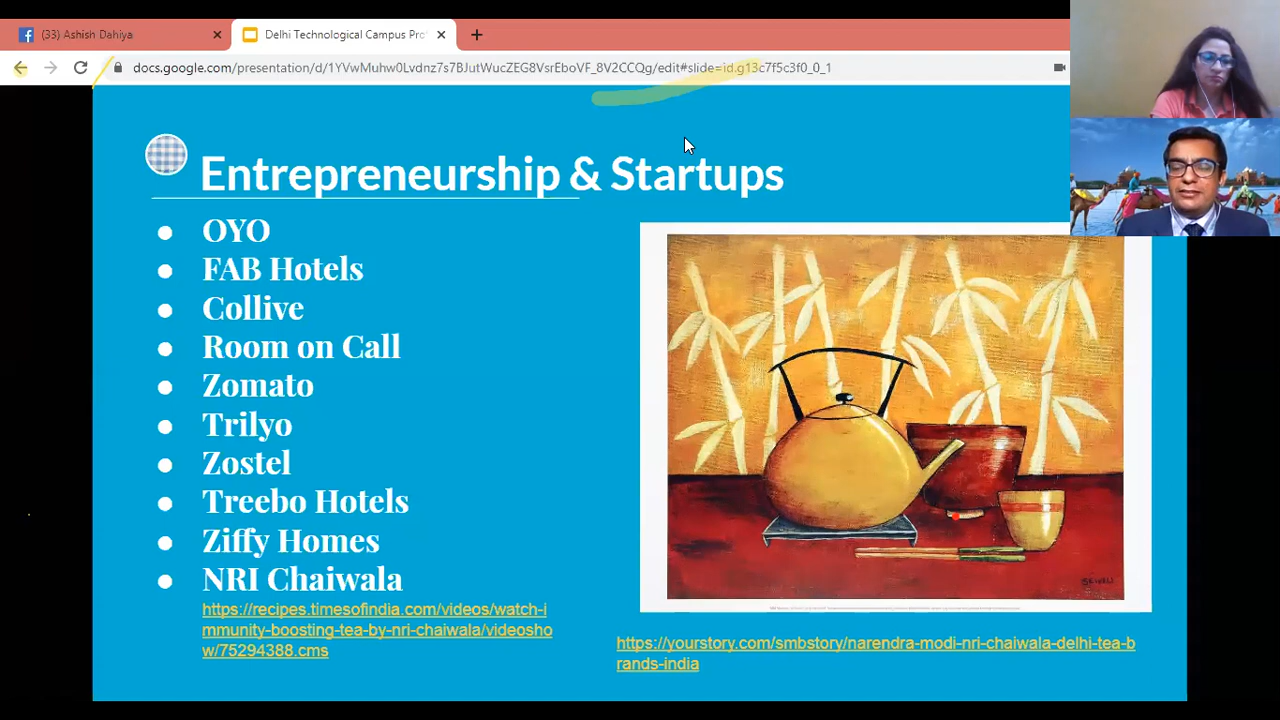 (33) Ashish Dahiya
Delhi Technological Campus Pro
docs.google.com/presentation/d/1YVwMuhw0Lvdnz7s7BJutWucZEG8VsrEboVF_8V2CCQg/edit#slide=id.g13c7f5c3f0_0_1
Entrepreneurship & Startups
OYO
FAB Hotels
Collive
Room on Call
Zomato
Trilyo
Zostel
Treebo Hotels
Ziffy Homes
NRI Chaiwala
https://recipes.timesofindia.com/videos/watch-i
mmunity-boosting-tea-by-nri-chaiwala/videosho
w/75294388.cms
https://yourstory.com/smbstory/narendra-modi-nri-chaiwala-delhi-tea-b
rands-india